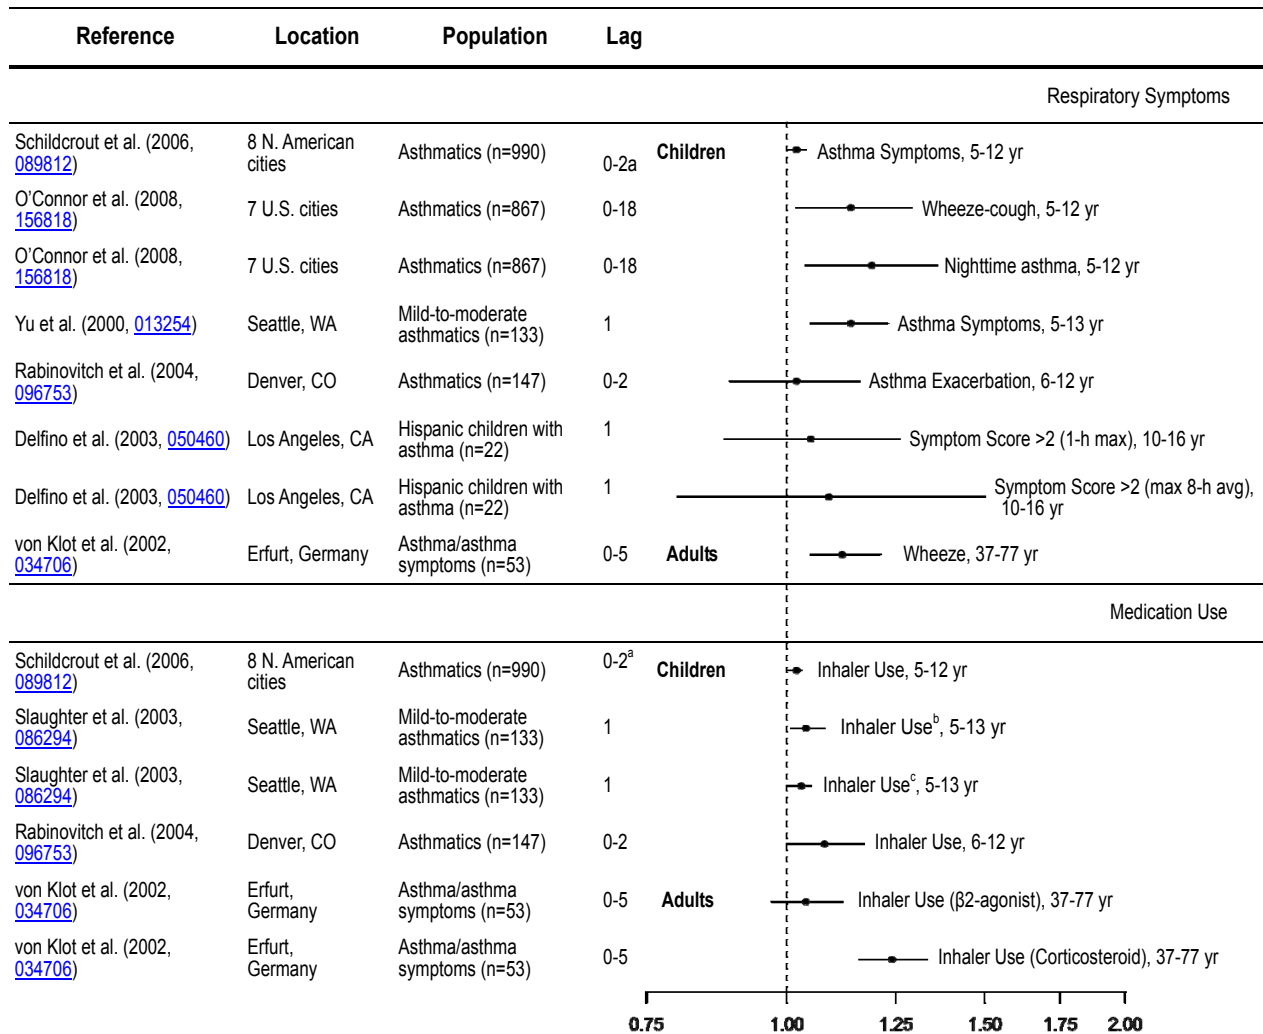 Reference Location Population Lag
Respiratory Symptoms
Schildcrout et al. (2006, 8 N. American
089812) cities Asthmatics (n=990) 0-2a Children Asthma Symptoms, 5-12 yr
O’Connor et al. (2008,
156818) 7 U.S. cities Asthmatics (n=867) 0-18 Wheeze-cough, 5-12 yr
O’Connor et al. (2008,
156818) 7 U.S. cities Asthmatics (n=867) 0-18 Nighttime asthma, 5-12 yr
Yu et al. (2000, 013254) Seattle, WA Mild-to-moderate 1 Asthma Symptoms, 5-13 yr
asthmatics (n=133)
Rabinovitch et al. (2004,
096753) Denver, CO Asthmatics (n=147) 0-2 Asthma Exacerbation, 6-12 yr
Delfino et al. (2003, 050460) Los Angeles, CA Hispanic children with 1 Symptom Score >2 (1-h max), 10-16 yr
asthma (n=22)
Delfino et al. (2003, 050460) Los Angeles, CA Hispanic children with 1 Symptom Score >2 (max 8-h avg),
asthma (n=22) 10-16 yr
von Klot et al. (2002, Asthma/asthma
034706) Erfurt, Germany symptoms (n=53) 0-5 Adults Wheeze, 37-77 yr
Medication Use
Schildcrout et al. (2006, 8 N. American
089812) cities Asthmatics (n=990) 0-2a Children Inhaler Use, 5-12 yr
Slaughter et al. (2003, Mild-to-moderate
086294) Seattle, WA asthmatics (n=133) 1 Inhaler Useb, 5-13 yr
Slaughter et al. (2003, Mild-to-moderate
086294) Seattle, WA asthmatics (n=133) 1 Inhaler Usec, 5-13 yr
Rabinovitch et al. (2004,
096753) Denver, CO Asthmatics (n=147) 0-2 Inhaler Use, 6-12 yr
von Klot et al. (2002, Erfurt, Asthma/asthma
034706) Germany symptoms (n=53) 0-5 Adults Inhaler Use (β2-agonist), 37-77 yr
von Klot et al. (2002, Erfurt, Asthma/asthma
034706) Germany symptoms (n=53) 0-5 Inhaler Use (Corticosteroid), 37-77 yr
0.75 1.00 1.25 1.50 1.75 2.00